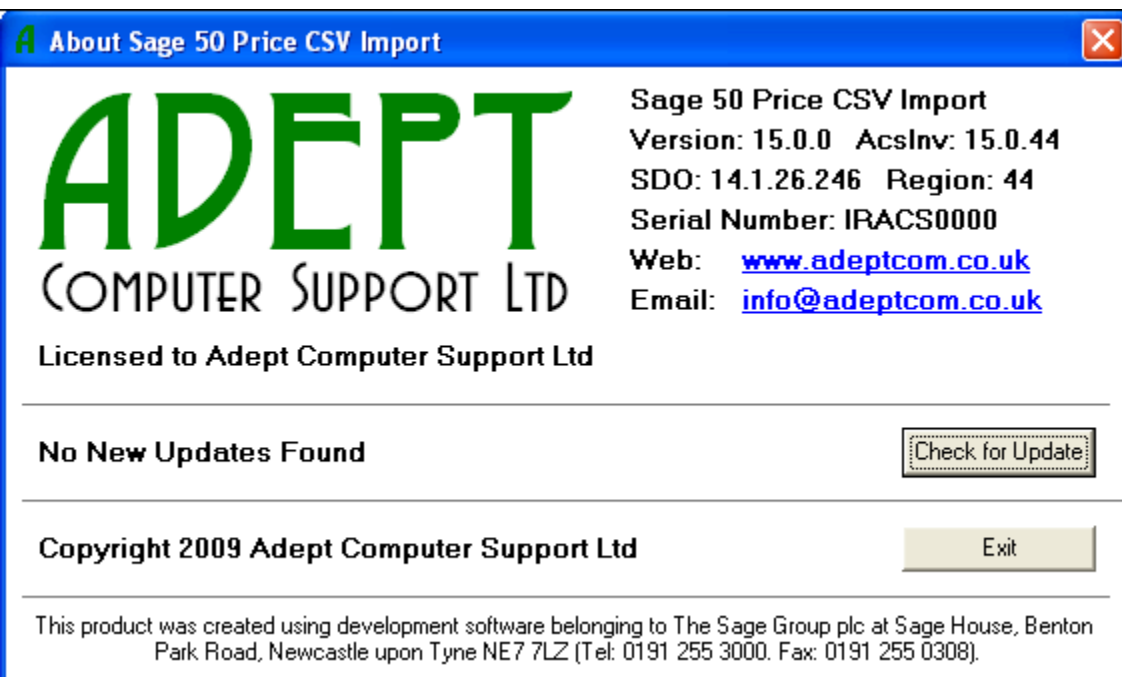 About Sage 50 Price CSV Import
ADEPT
COMPUTER SUPPORT LTD
Sage 50 Price CSV Import
Version: 15.0.0 AcsInv: 15.0.44
SDO: 14.1.26.246 Region: 44
Serial Number: IRACS0000
Web: www.adeptcom.co.uk
Email: info@adeptcom.co.uk
Licensed to Adept Computer Support Ltd
No New Updates Found
Check for Update
Copyright 2009 Adept Computer Support Ltd
Exit
This product was created using development software belonging to The Sage Group plc at Sage House, Benton
Park Road, Newcastle upon Tyne NE7 7LZ (Tel: 0191 255 3000. Fax: 0191 255 0308).